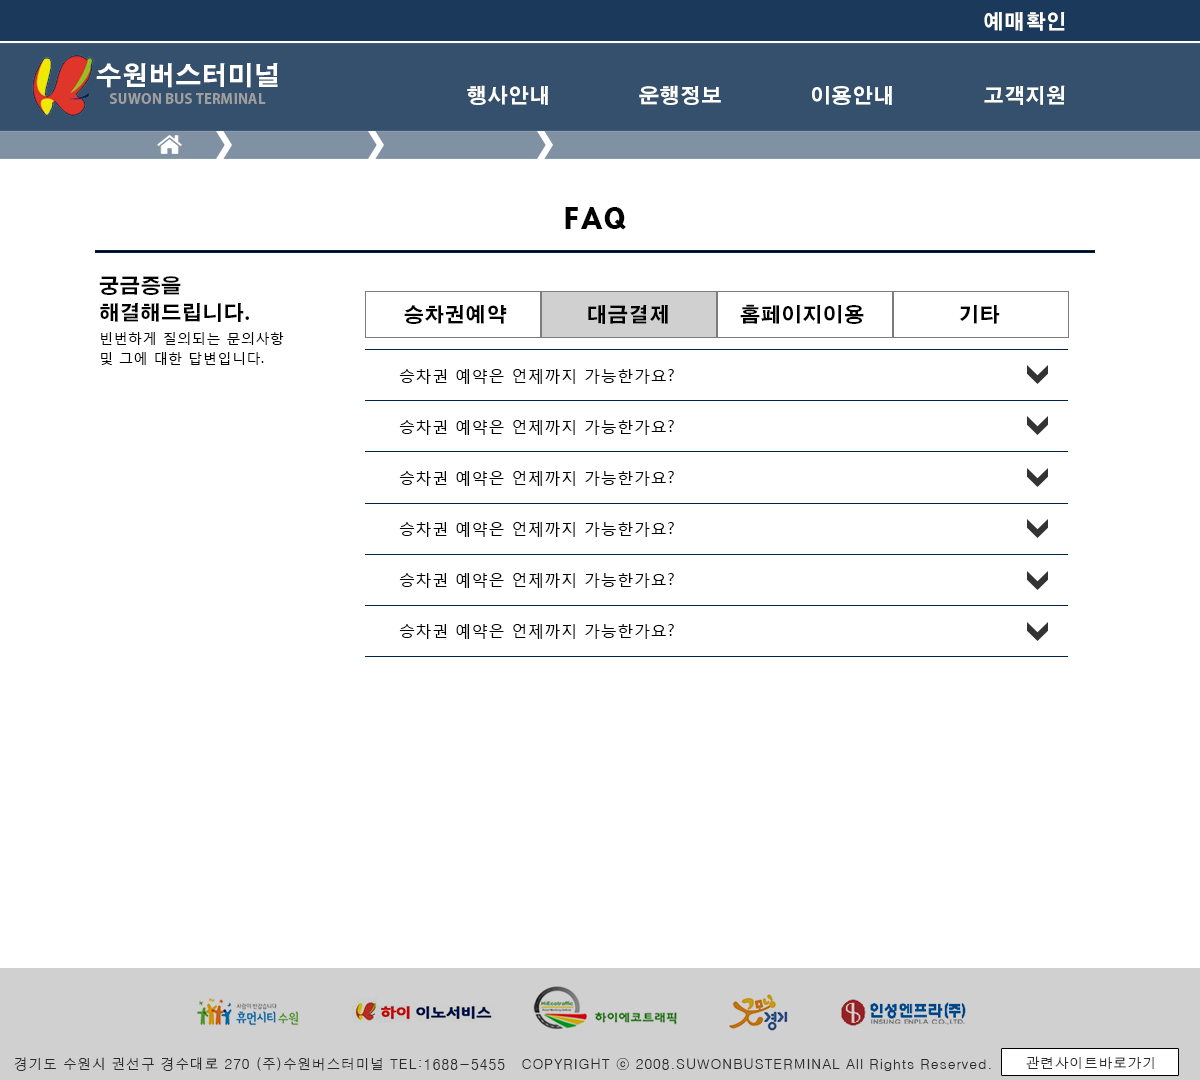 예매확인
수원버스터미널
SUWON BUS TERMINAL
행사안내 운행정보 이용안내 고객지원
FAQ
궁금증을
해결해드립니다.
빈번하게 질의되는 문의사항
및 그에 대한 답변입니다.
승차권예약 대금결제 홈페이지이용 기타
승차권 예약은 언제까지 가능한가요?
승차권 예약은 언제까지 가능한가요?
승차권 예약은 언제까지 가능한가요?
승차권 예약은 언제까지 가능한가요?
승차권 예약은 언제까지 가능한가요?
승차권 예약은 언제까지 가능한가요?
사람이 반갑습니다
휴먼시티 수원
하이 이노서비스
HiEcotraffic
하이에코트래픽
경기
인성엔프라(주)
INSUNG ENPLA CO.,LTD.
경기도 수원시 권선구 경수대로 270 (주)수원버스터미널 TEL:1688-5455 COPYRIGHT ⓒ 2008.SUWONBUSTERMINAL All Rights Reserved.
관련사이트바로가기